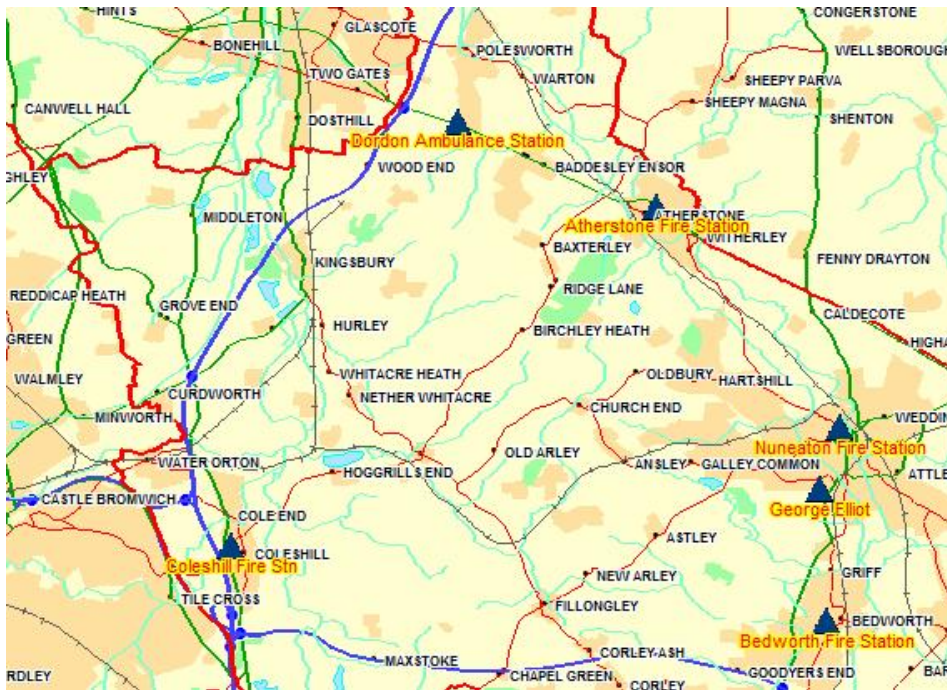 HINTS
GLASCOTE
CONGERSTONE
BONEHILL
POLESWORTH
WELLSBOROUGH
TWO GATES
WARTON
SHEEPY PARVA
CANWELL HALL
SHEEPY MAGNA
DOSTHILL
SHENTON
Dordon Ambulance Station
GHLEY
WOOD END
BADDESLEY ENSOR
MIDDLETON
ATHERSTONE
Atherstone Fire Station
WITHERLEY
BAXTERLEY
KINGSBURY
FENNY DRAYTON
REDDICAP HEATH
RIDGE LANE
GROVE END
CALDECOTE
HURLEY
BIRCHLEY HEATH
GREEN
HIGHA
WALMLEY
WHITACRE HEATH
OLDBURY
HARTSHILL
CURDWORTH
NETHER WHITACRE
CHURCH END
MINWORTH
WEDDIN
Nuneaton Fire Station
OLD ARLEY
WATER ORTON
HOGGRILLS END
ANSLEY
GALLEY COMMON
ATTLE
CASTLE BROMWICH
George Elliot
COLE END
ASTLEY
COLESHILL
Coleshill Fire Stn
NEW ARLEY
GRIFF
TILE CROSS
FILLONGLEY
BEDWORTH
Bedworth Fire Station
CORLEY ASH
MAXSTOKE
RDLEY
CHAPEL GREEN
GOODYERS END
BAR
CORLEY